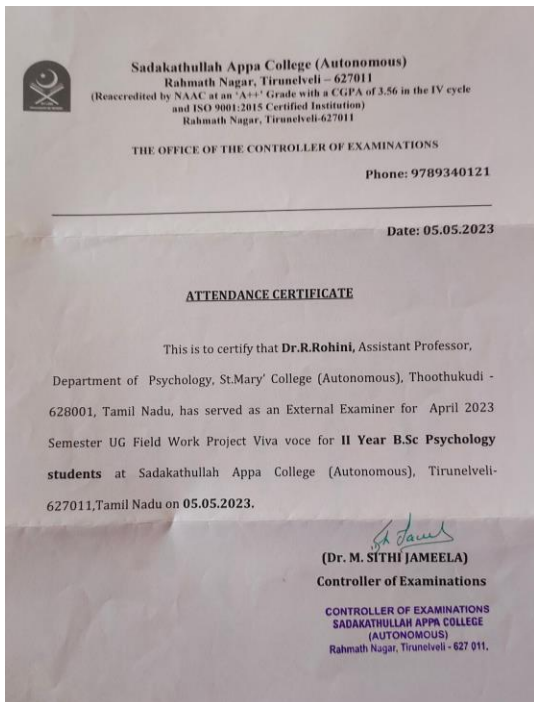 Sadakathullah Appa College (Autonomous)
Rahmath Nagar, Tirunelveli – 627011
(Reaccredited by NAAC at an 'A++' Grade with a CGPA of 3.56 in the IV cycle
and ISO 9001:2015 Certified Institution)
Rahmath Nagar, Tirunelveli-627011
THE OFFICE OF THE CONTROLLER OF EXAMINATIONS
Phone: 9789340121
Date: 05.05.2023
ATTENDANCE CERTIFICATE
This is to certify that Dr.R.Rohini, Assistant Professor,
Department of Psychology, St.Mary' College (Autonomous), Thoothukudi -
628001, Tamil Nadu, has served as an External Examiner for April 2023
Semester UG Field Work Project Viva voce for II Year B.Sc Psychology
students at Sadakathullah Appa College (Autonomous), Tirunelveli-
627011,Tamil Nadu on 05.05.2023.
(Dr. M. SITHI JAMEELA)
Controller of Examinations
CONTROLLER OF EXAMINATIONS
SADAKATHULLAH APPA COLLEGE
(AUTONOMOUS)
Rahmath Nagar, Tirunelveli - 627 011.